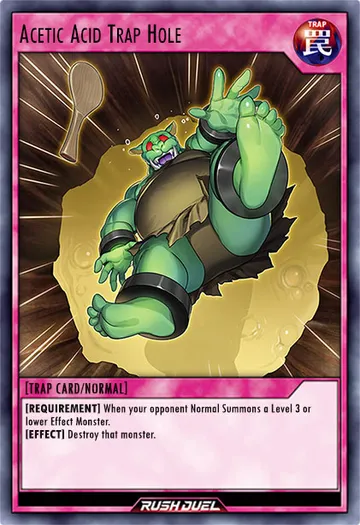 Acetic Acid Trap Hole
TRAP
罠
[TRAP CARD/NORMAL]
[REQUIREMENT] When your opponent Normal Summons a Level 3 or
lower Effect Monster.
[EFFECT] Destroy that monster.
RUSH DUEL